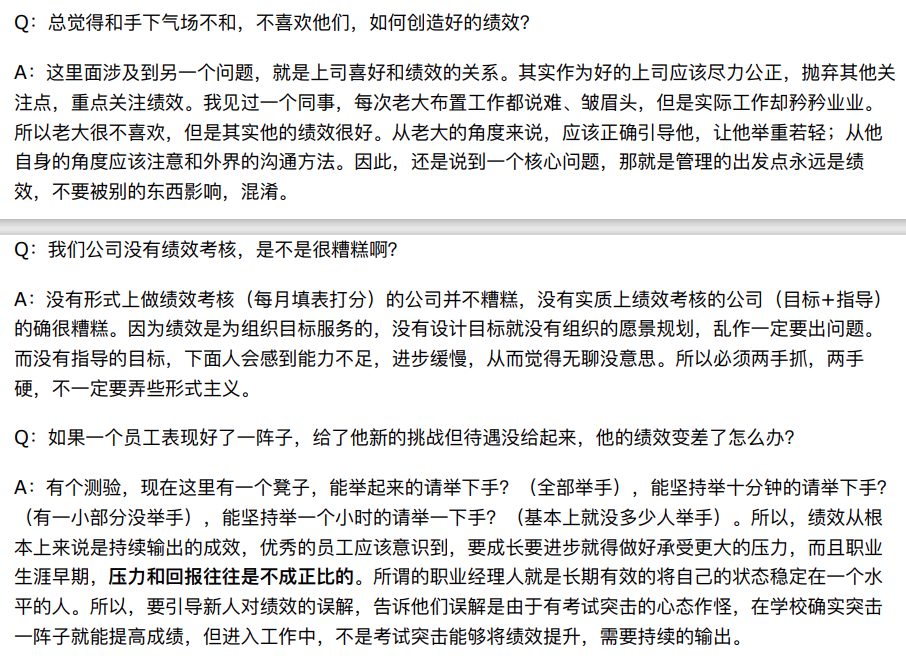 Q：总觉得和手下气场不和，不喜欢他们，如何创造好的绩效？
A：这里面涉及到另一个问题，就是上司喜好和绩效的关系。其实作为好的上司应该尽力公正，抛弃其他关
注点，重点关注绩效。我见过一个同事，每次老大布置工作都说难、皱眉头，但是实际工作却矜矜业业。
所以老大很不喜欢，但是其实他的绩效很好。从老大的角度来说，应该正确引导他，让他举重若轻；从他
自身的角度应该注意和外界的沟通方法。因此，还是说到一个核心问题，那就是管理的出发点永远是绩
效，不要被别的东西影响，混淆。
Q：我们公司没有绩效考核，是不是很糟糕啊？
A：没有形式上做绩效考核（每月填表打分）的公司并不糟糕，没有实质上绩效考核的公司（目标+指导）
的确很糟糕。因为绩效是为组织目标服务的，没有设计目标就没有组织的愿景规划，乱作一定要出问题。
而没有指导的目标，下面人会感到能力不足，进步缓慢，从而觉得无聊没意思。所以必须两手抓，两手
硬，不一定要弄些形式主义。
Q：如果一个员工表现好了一阵子，给了他新的挑战但待遇没给起来，他的绩效变差了怎么办？
A：有个测验，现在这里有一个凳子，能举起来的请举下手？（全部举手），能坚持举十分钟的请举下手？
（有一小部分没举手），能坚持举一个小时的请举一下手？（基本上就没多少人举手）。所以，绩效从根
本上来说是持续输出的成效，优秀的员工应该意识到，要成长要进步就得做好承受更大的压力，而且职业
生涯早期，压力和回报往往是不成正比的。所谓的职业经理人就是长期有效的将自己的状态稳定在一个水
平的人。所以，要引导新人对绩效的误解，告诉他们误解是由于有考试突击的心态作怪，在学校确实突击
一阵子就能提高成绩，但进入工作中，不是考试突击能够将绩效提升，需要持续的输出。